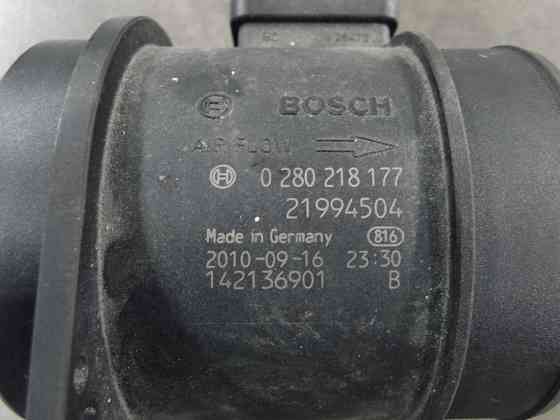 BOSCH
AIR FLOW
0 280 218 177
21994504
Made in Germany 816
2010-09-16 23:30
142136901 B